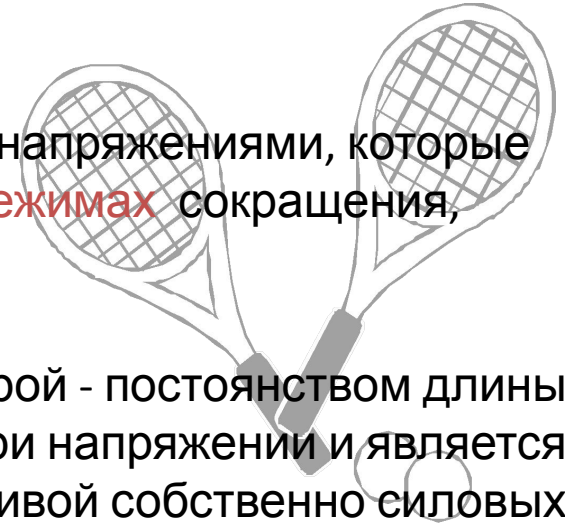 напряжениями, которые
ежимах сокращения,
рой - постоянством длины
ри напряжении и является
ивой собственно силовых